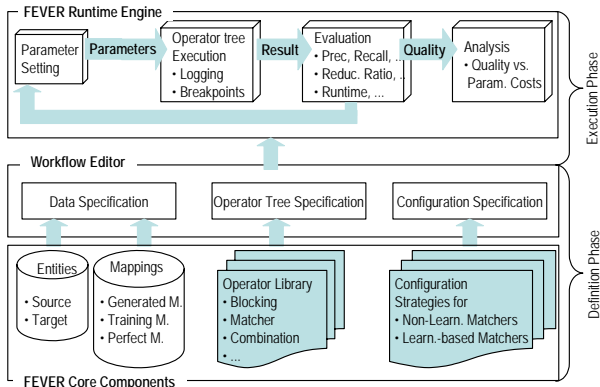 FEVER Runtime Engine
Parameter
Setting
Parameters
Operator tree
Execution
• Logging
• Breakpoints
Result
Evaluation
• Prec, Recall, ...
• Reduc. Ratio, ..
• Runtime, ...
Quality
Analysis
• Quality vs.
Param. Costs
Execution Phase
Workflow Editor
Data Specification
Operator Tree Specification
Configuration Specification
Definition Phase
Entities
• Source
• Target
Mappings
• Generated M.
• Training M.
• Perfect M.
Operator Library
• Blocking
• Matcher
• Combination
• ...
Configuration
Strategies for
• Non-Learn. Matchers
• Learn.-based Matchers
FEVER Core Components